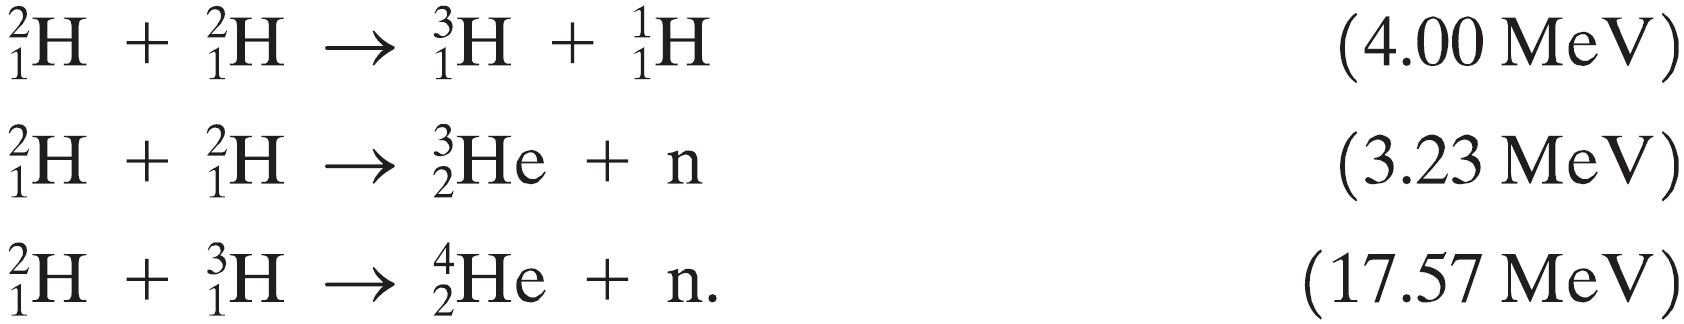 ²₁H + ²₁H → ³₁H + ¹₁H (4.00 MeV)
²₁H + ²₁H → ³₂He + n (3.23 MeV)
²₁H + ³₁H → ⁴₂He + n. (17.57 MeV)